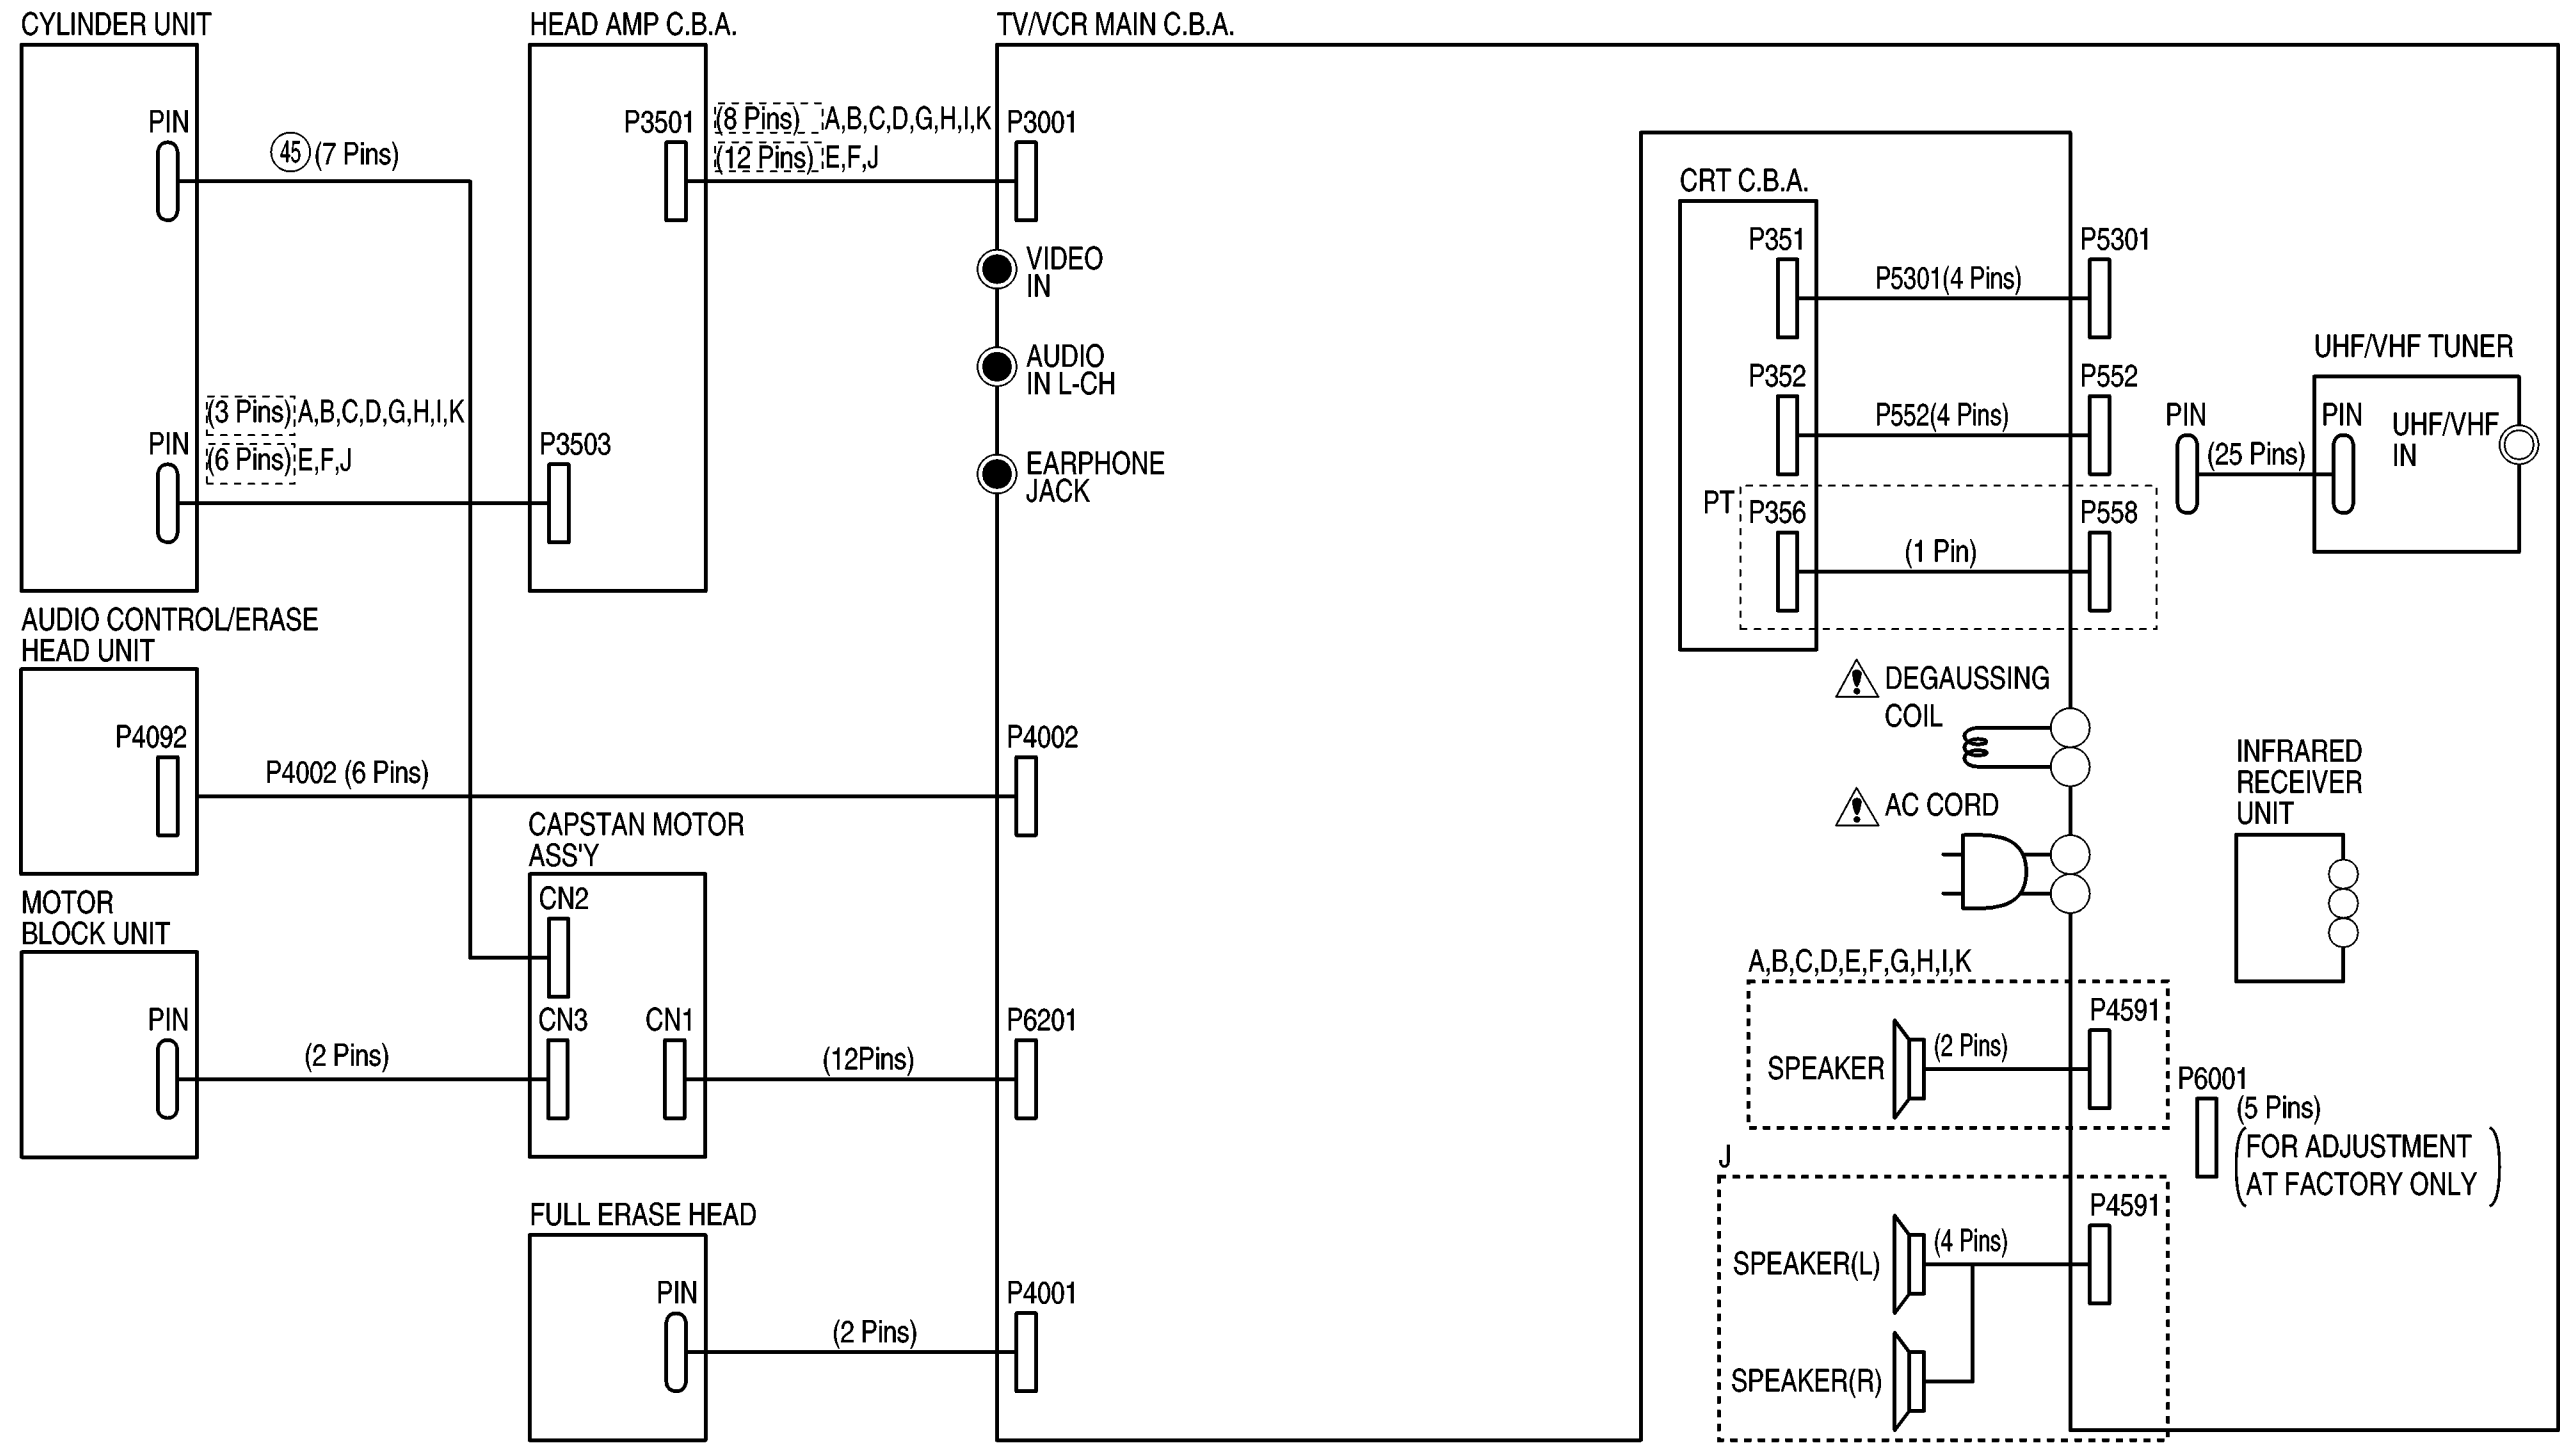 CYLINDER UNIT
PIN
45 (7 Pins)
(3 Pins) A,B,C,D,G,H,I,K
PIN
(6 Pins) E,F,J
HEAD AMP C.B.A.
P3501
(8 Pins) A,B,C,D,G,H,I,K
(12 Pins) E,F,J
P3503
TV/VCR MAIN C.B.A.
P3001
VIDEO
IN
AUDIO
IN L-CH
EARPHONE
JACK
AUDIO CONTROL/ERASE
HEAD UNIT
P4092
P4002 (6 Pins)
P4002
MOTOR
BLOCK UNIT
PIN
(2 Pins)
CAPSTAN MOTOR
ASS'Y
CN2
CN3
CN1
(12Pins)
P6201
FULL ERASE HEAD
PIN
(2 Pins)
P4001
CRT C.B.A.
P351
P5301(4 Pins)
P5301
P352
P552(4 Pins)
P552
PT
P356
(1 Pin)
P558
UHF/VHF TUNER
PIN
(25 Pins)
PIN
UHF/VHF
IN
DEGAUSSING
COIL
AC CORD
INFRARED
RECEIVER
UNIT
A,B,C,D,E,F,G,H,I,K
SPEAKER
(2 Pins)
P4591
P6001
(5 Pins)
(FOR ADJUSTMENT
AT FACTORY ONLY)
J
SPEAKER(L)
(4 Pins)
P4591
SPEAKER(R)